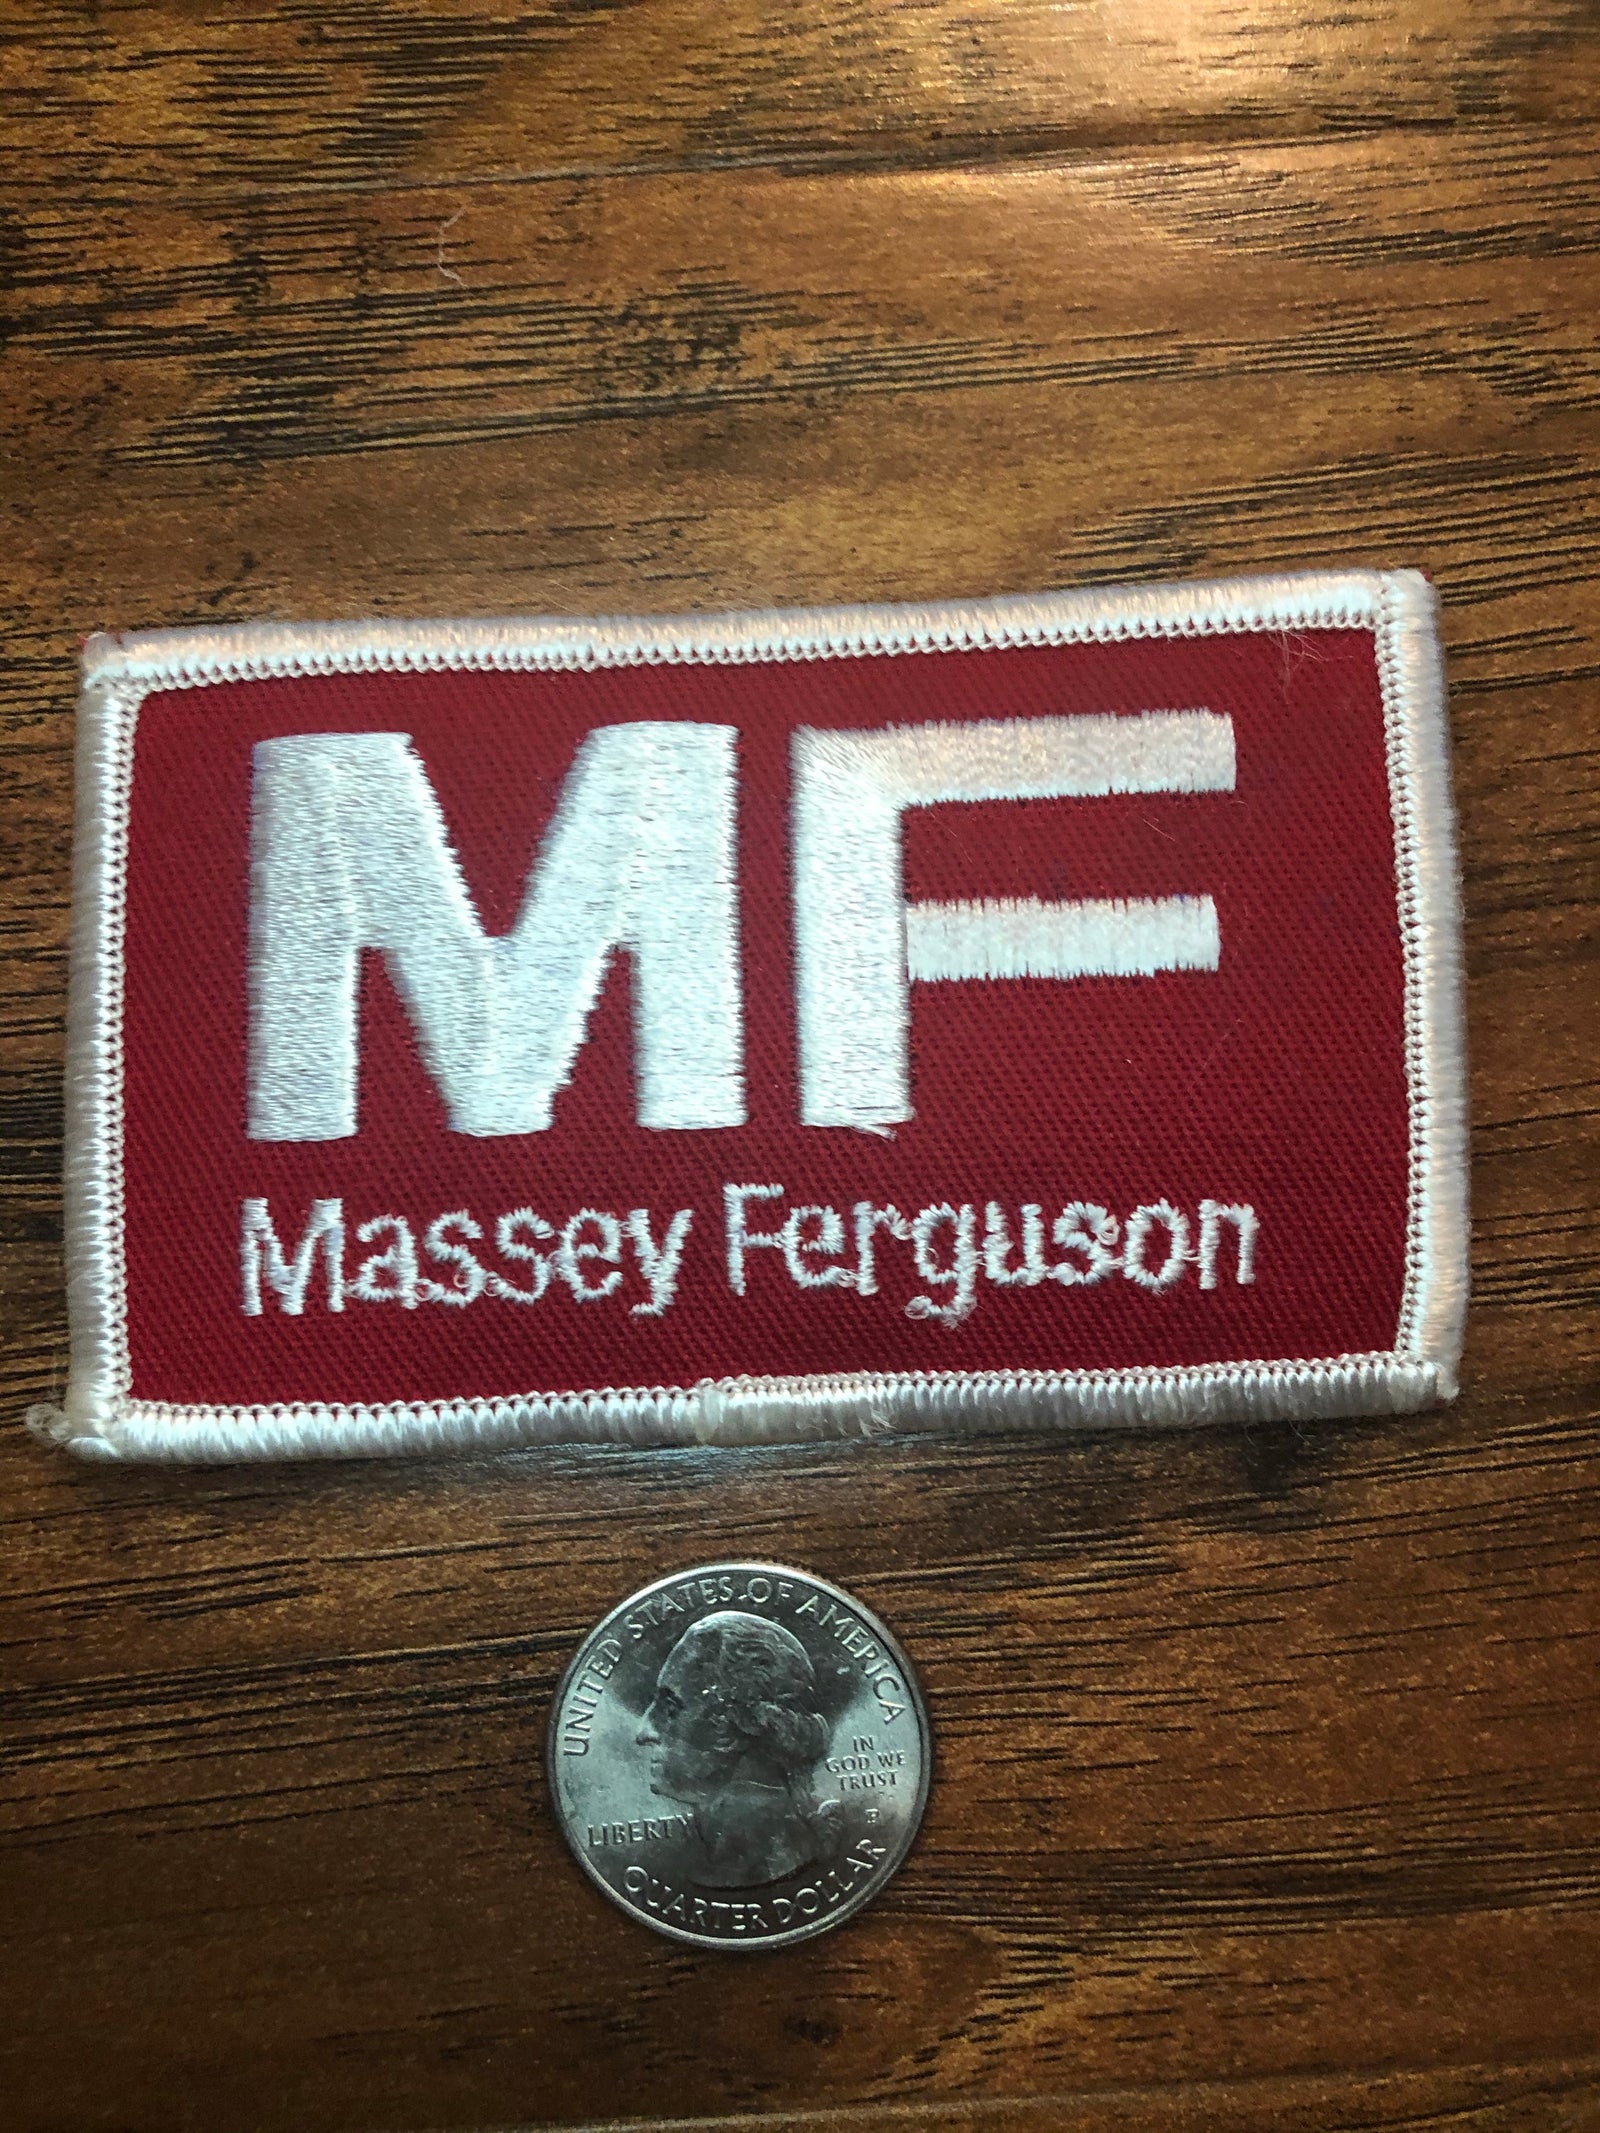 MF
Massey Ferguson
UNITED STATES OF AMERICA
IN
GOD WE
TRUST
LIBERTY
QUARTER DOLLAR